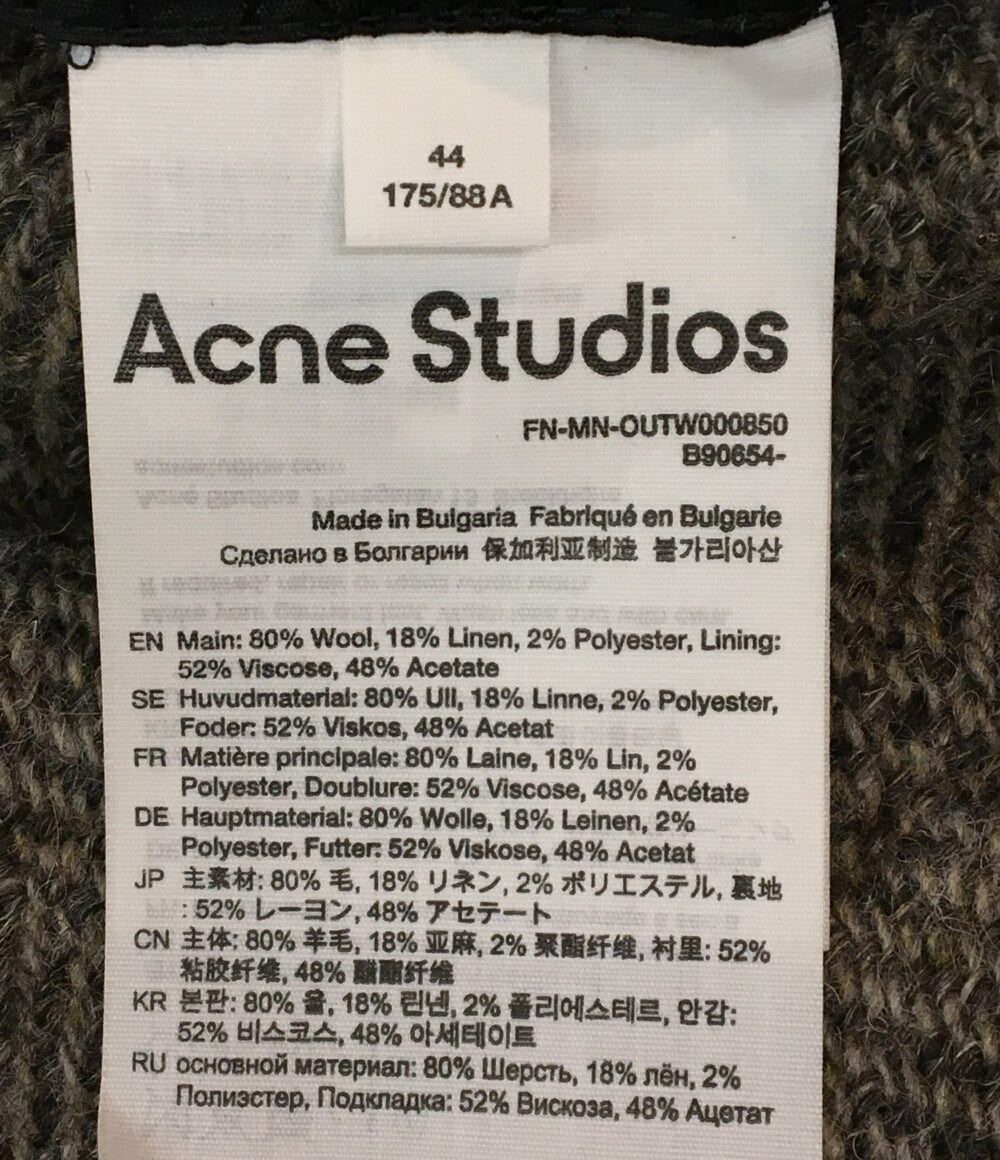 44
175/88A
Acne Studios
FN-MN-OUTW000850
B90654-
Made in Bulgaria Fabriqué en Bulgarie
Сделано в Болгарии 保加利亚制造 불가리아산
EN Main: 80% Wool, 18% Linen, 2% Polyester, Lining:
52% Viscose, 48% Acetate
SE Huvudmaterial: 80% Ull, 18% Linne, 2% Polyester,
Foder: 52% Viskos, 48% Acetat
FR Matière principale: 80% Laine, 18% Lin, 2%
Polyester, Doublure: 52% Viscose, 48% Acétate
DE Hauptmaterial: 80% Wolle, 18% Leinen, 2%
Polyester, Futter: 52% Viskose, 48% Acetat
JP 主素材: 80% 毛, 18% リネン, 2% ポリエステル, 裏地
: 52% レーヨン, 48% アセテート
CN 主体: 80% 羊毛, 18% 亚麻, 2% 聚酯纤维, 衬里: 52%
粘胶纤维, 48% 醋酯纤维
KR 본판: 80% 울, 18% 린넨, 2% 폴리에스테르, 안감:
52% 비스코스, 48% 아세테이트
RU основной материал: 80% Шерсть, 18% лён, 2%
Полиэстер, Подкладка: 52% Вискоза, 48% Ацетат